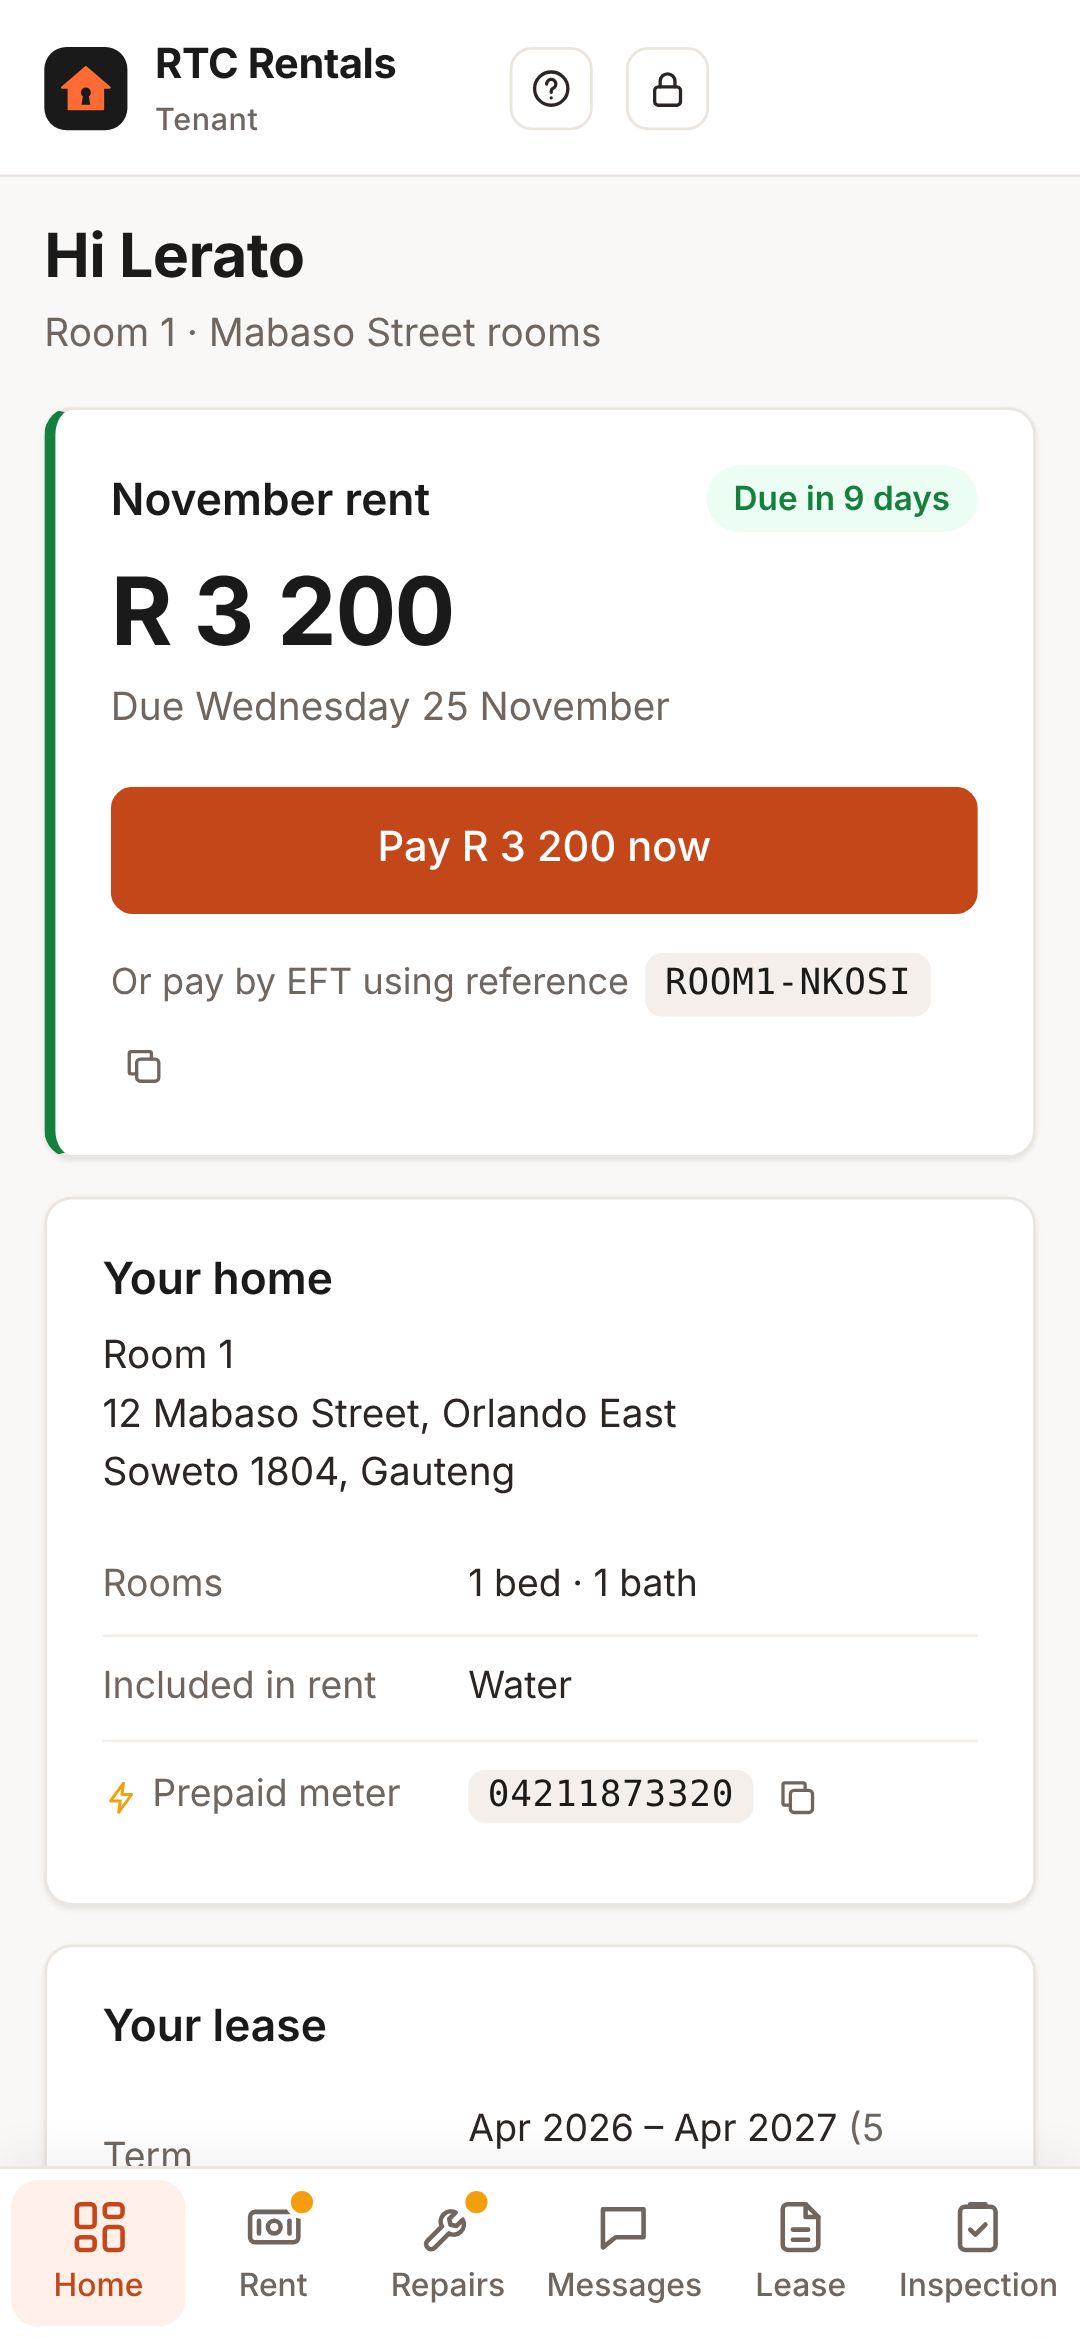 RTC Rentals
Tenant
Hi Lerato
Room 1 · Mabaso Street rooms
November rent
Due in 9 days
R 3 200
Due Wednesday 25 November
Pay R 3 200 now
Or pay by EFT using reference ROOM1-NKOSI
Your home
Room 1
12 Mabaso Street, Orlando East
Soweto 1804, Gauteng
Rooms 1 bed · 1 bath
Included in rent Water
Prepaid meter 04211873320
Your lease
Apr 2026 – Apr 2027 (5
Term
Home Rent Repairs Messages Lease Inspection